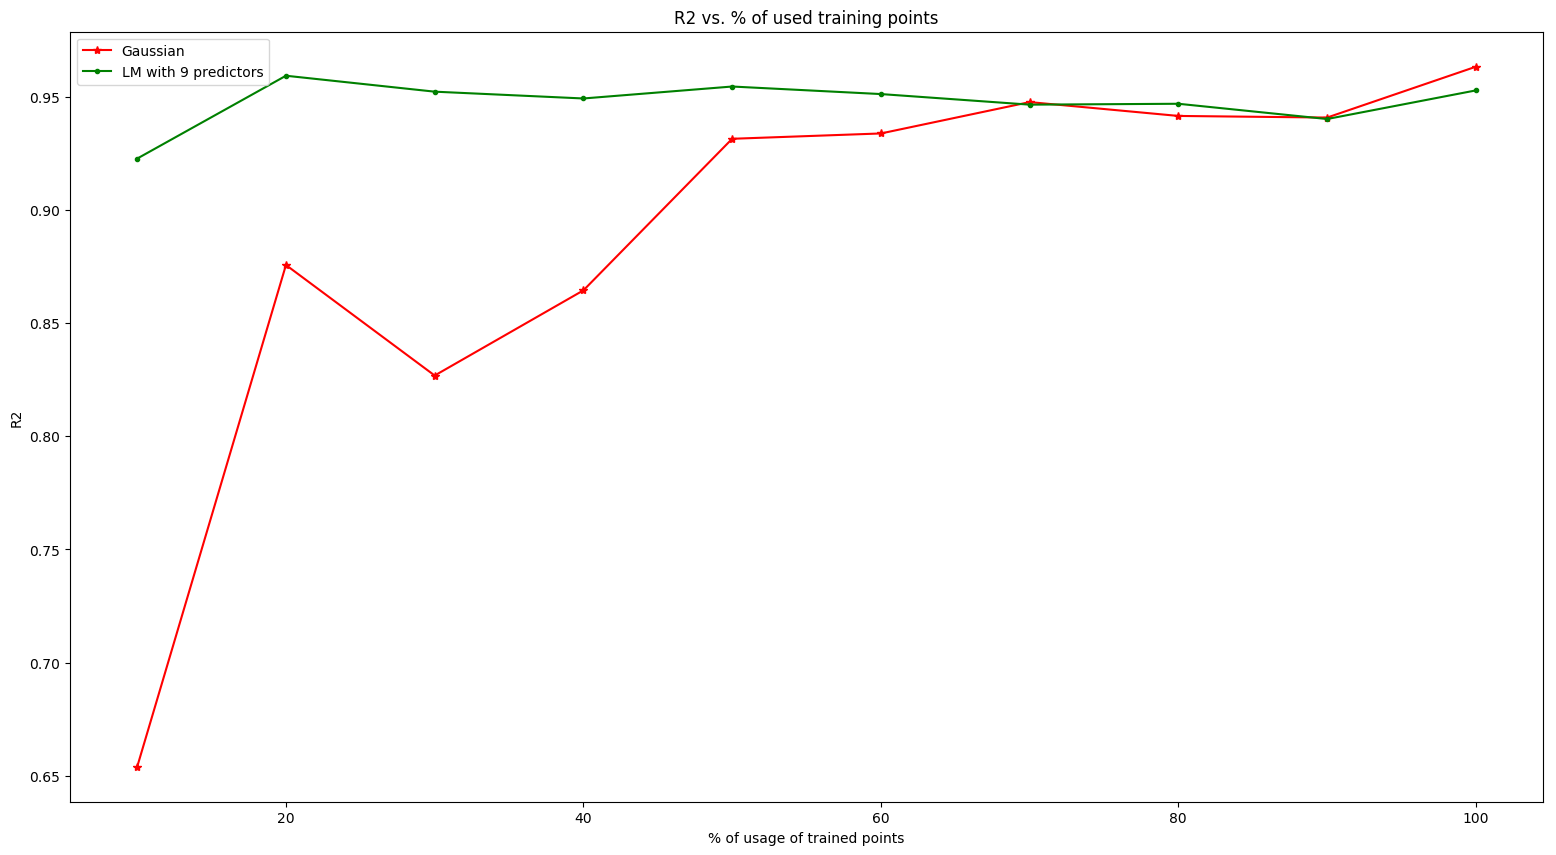 R2 vs. % of used training points
Gaussian
LM with 9 predictors
0.95
0.90
0.85
0.80
0.75
0.70
0.65
R2
20
40
60
80
100
% of usage of trained points